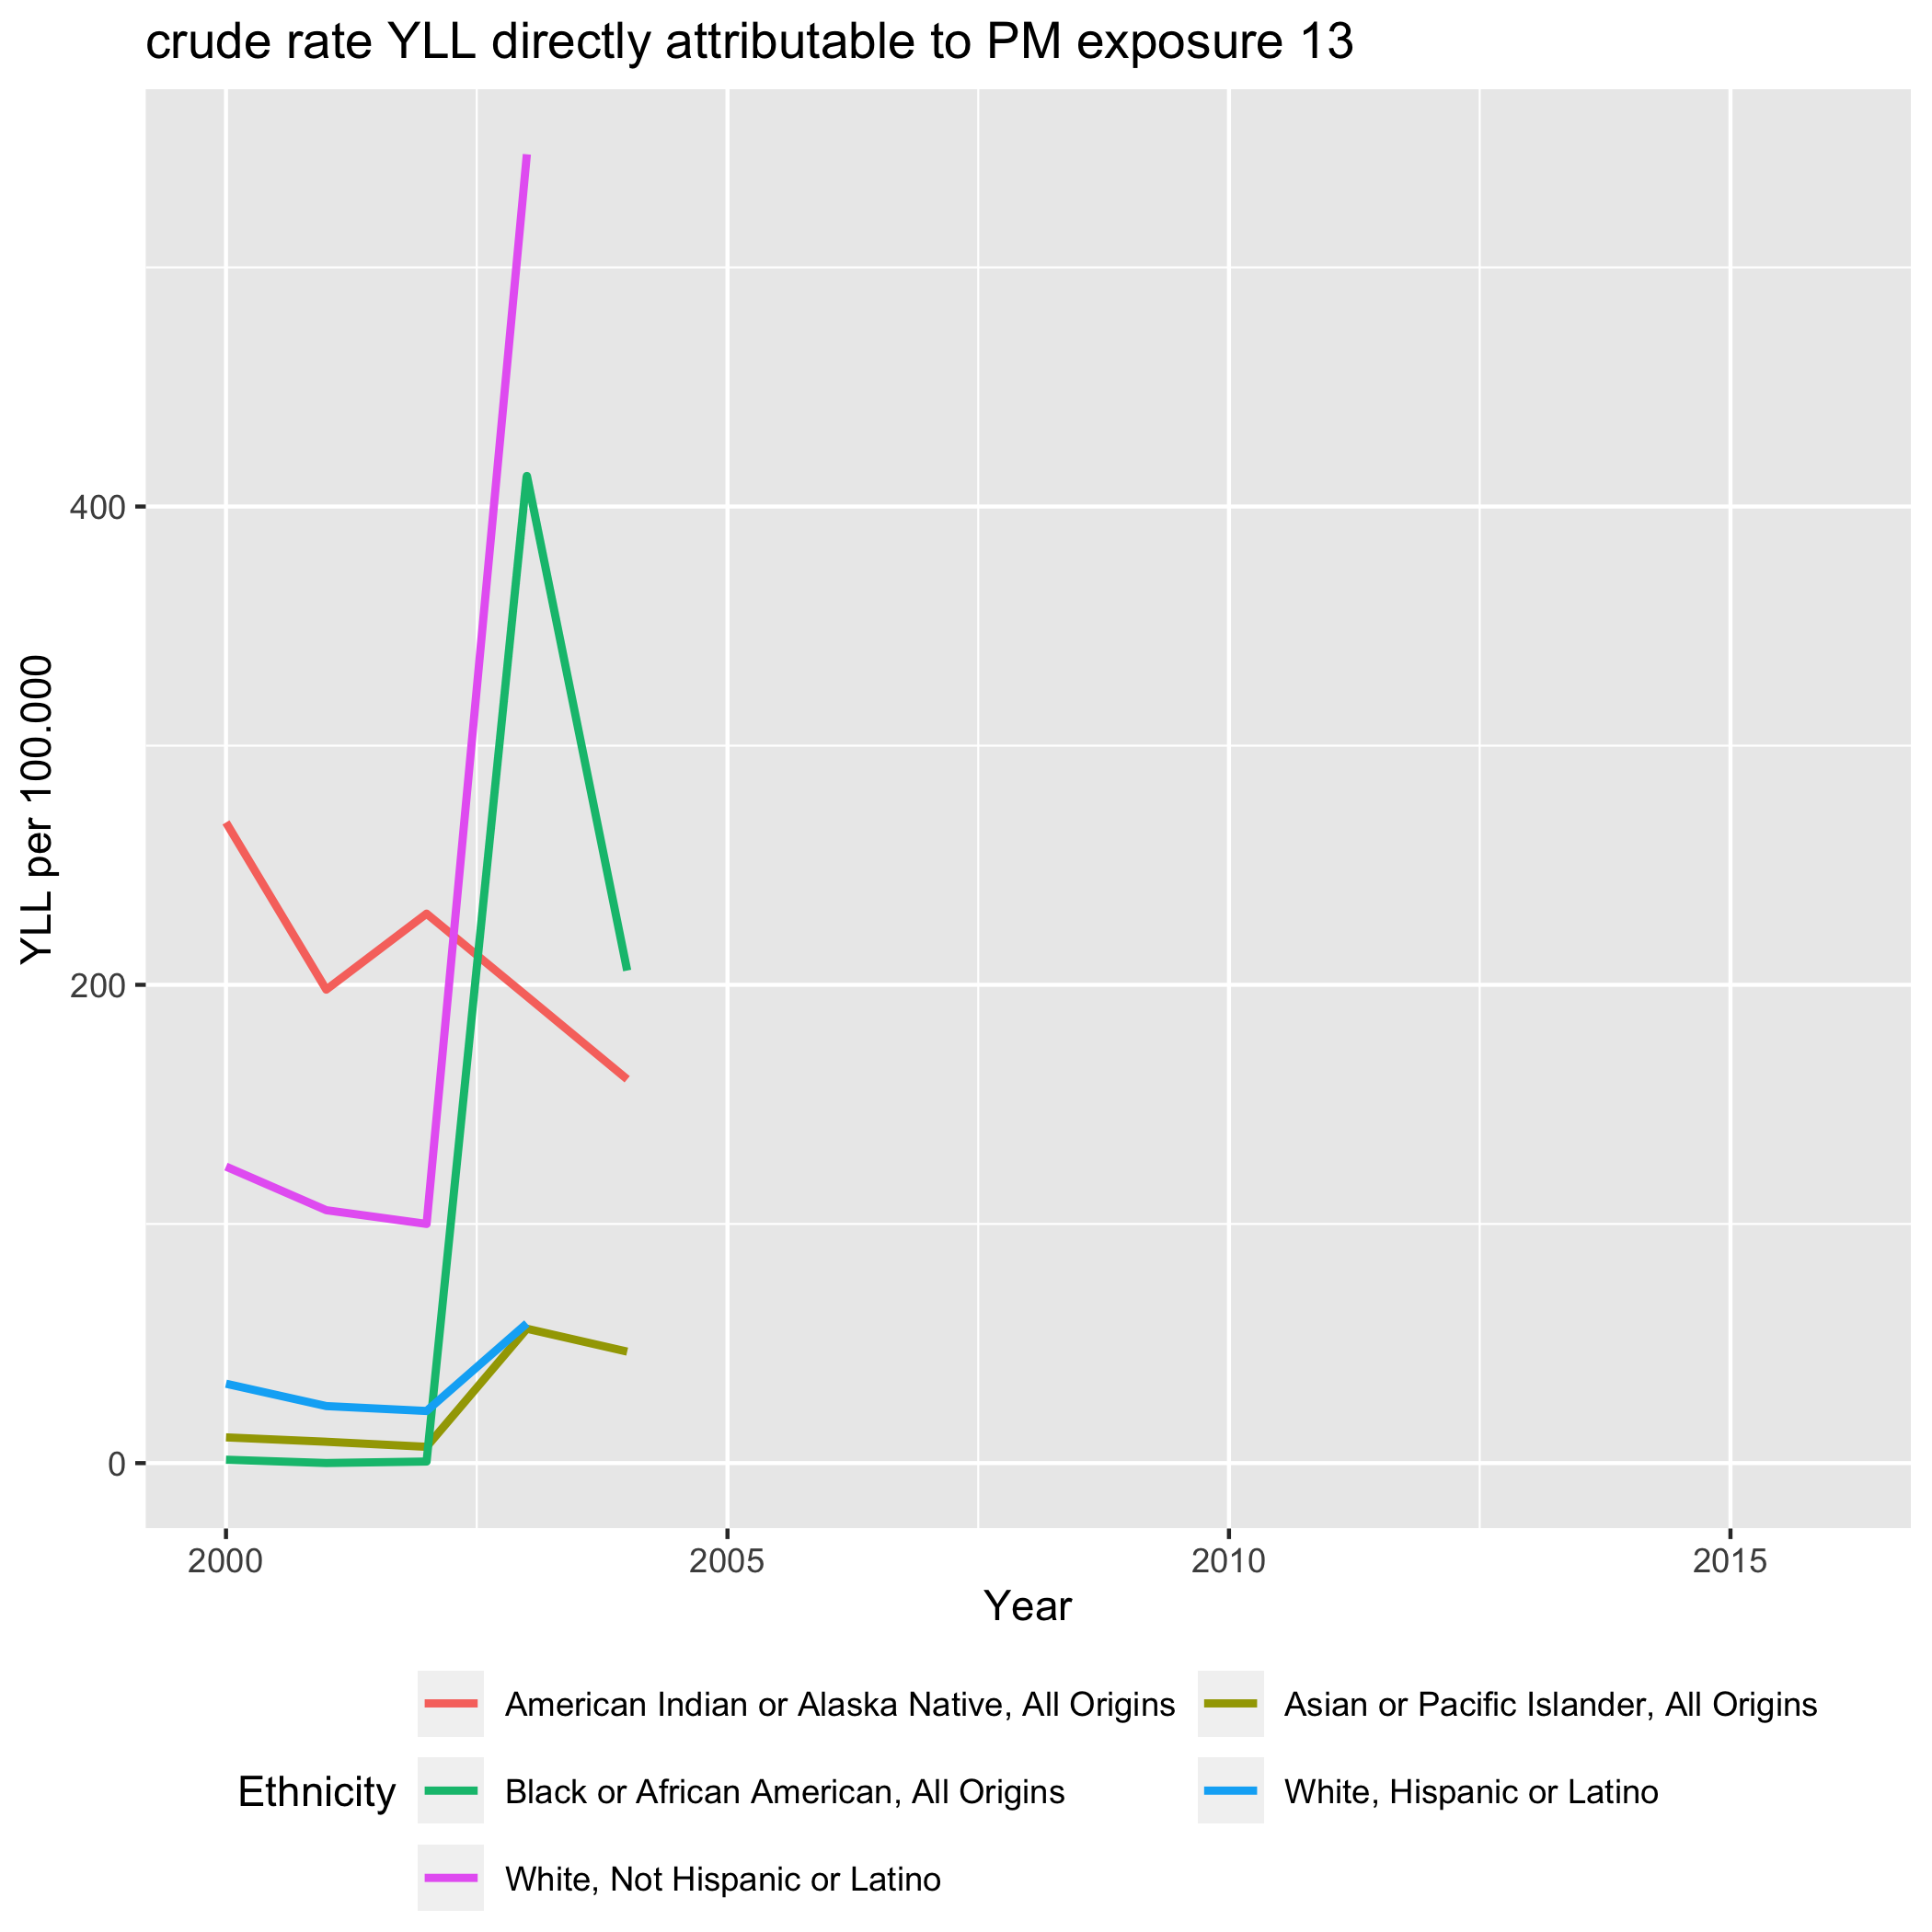 crude rate YLL directly attributable to PM exposure 13
YLL per 100.000
400
200
0
2000
2005
2010
2015
Year
Ethnicity
American Indian or Alaska Native, All Origins
Asian or Pacific Islander, All Origins
Black or African American, All Origins
White, Hispanic or Latino
White, Not Hispanic or Latino